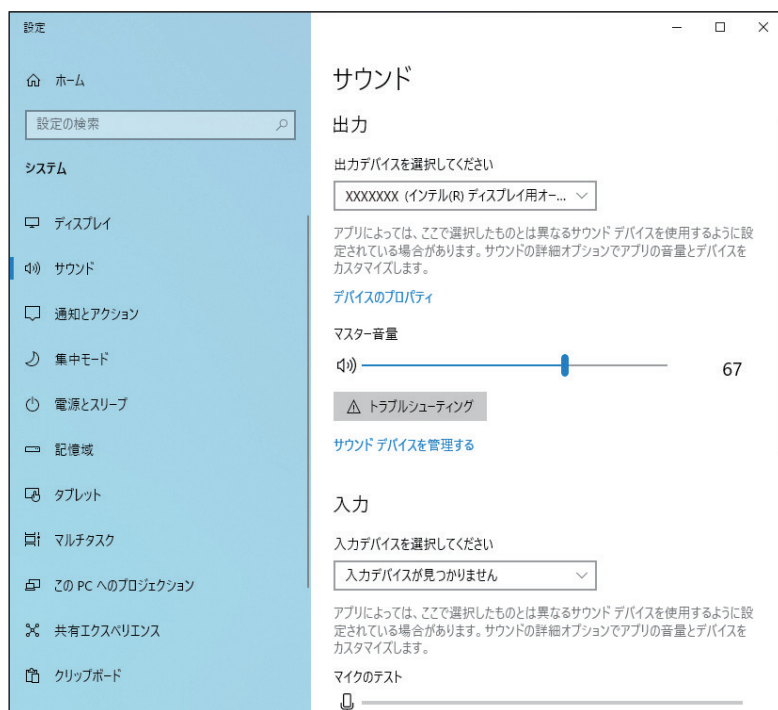 設定
ホーム
設定の検索
システム
ディスプレイ
サウンド
通知とアクション
集中モード
電源とスリープ
記憶域
タブレット
マルチタスク
この PC へのプロジェクション
共有エクスペリエンス
クリップボード
サウンド
出力
出力デバイスを選択してください
XXXXXXX (インテル(R) ディスプレイ用オー...
アプリによっては、ここで選択したものとは異なるサウンド デバイスを使用するように設
定されている場合があります。サウンドの詳細オプションでアプリの音量とデバイスを
カスタマイズします。
デバイスのプロパティ
マスター音量
67
トラブルシューティング
サウンド デバイスを管理する
入力
入力デバイスを選択してください
入力デバイスが見つかりません
アプリによっては、ここで選択したものとは異なるサウンド デバイスを使用するように設
定されている場合があります。サウンドの詳細オプションでアプリの音量とデバイスを
カスタマイズします。
マイクのテスト